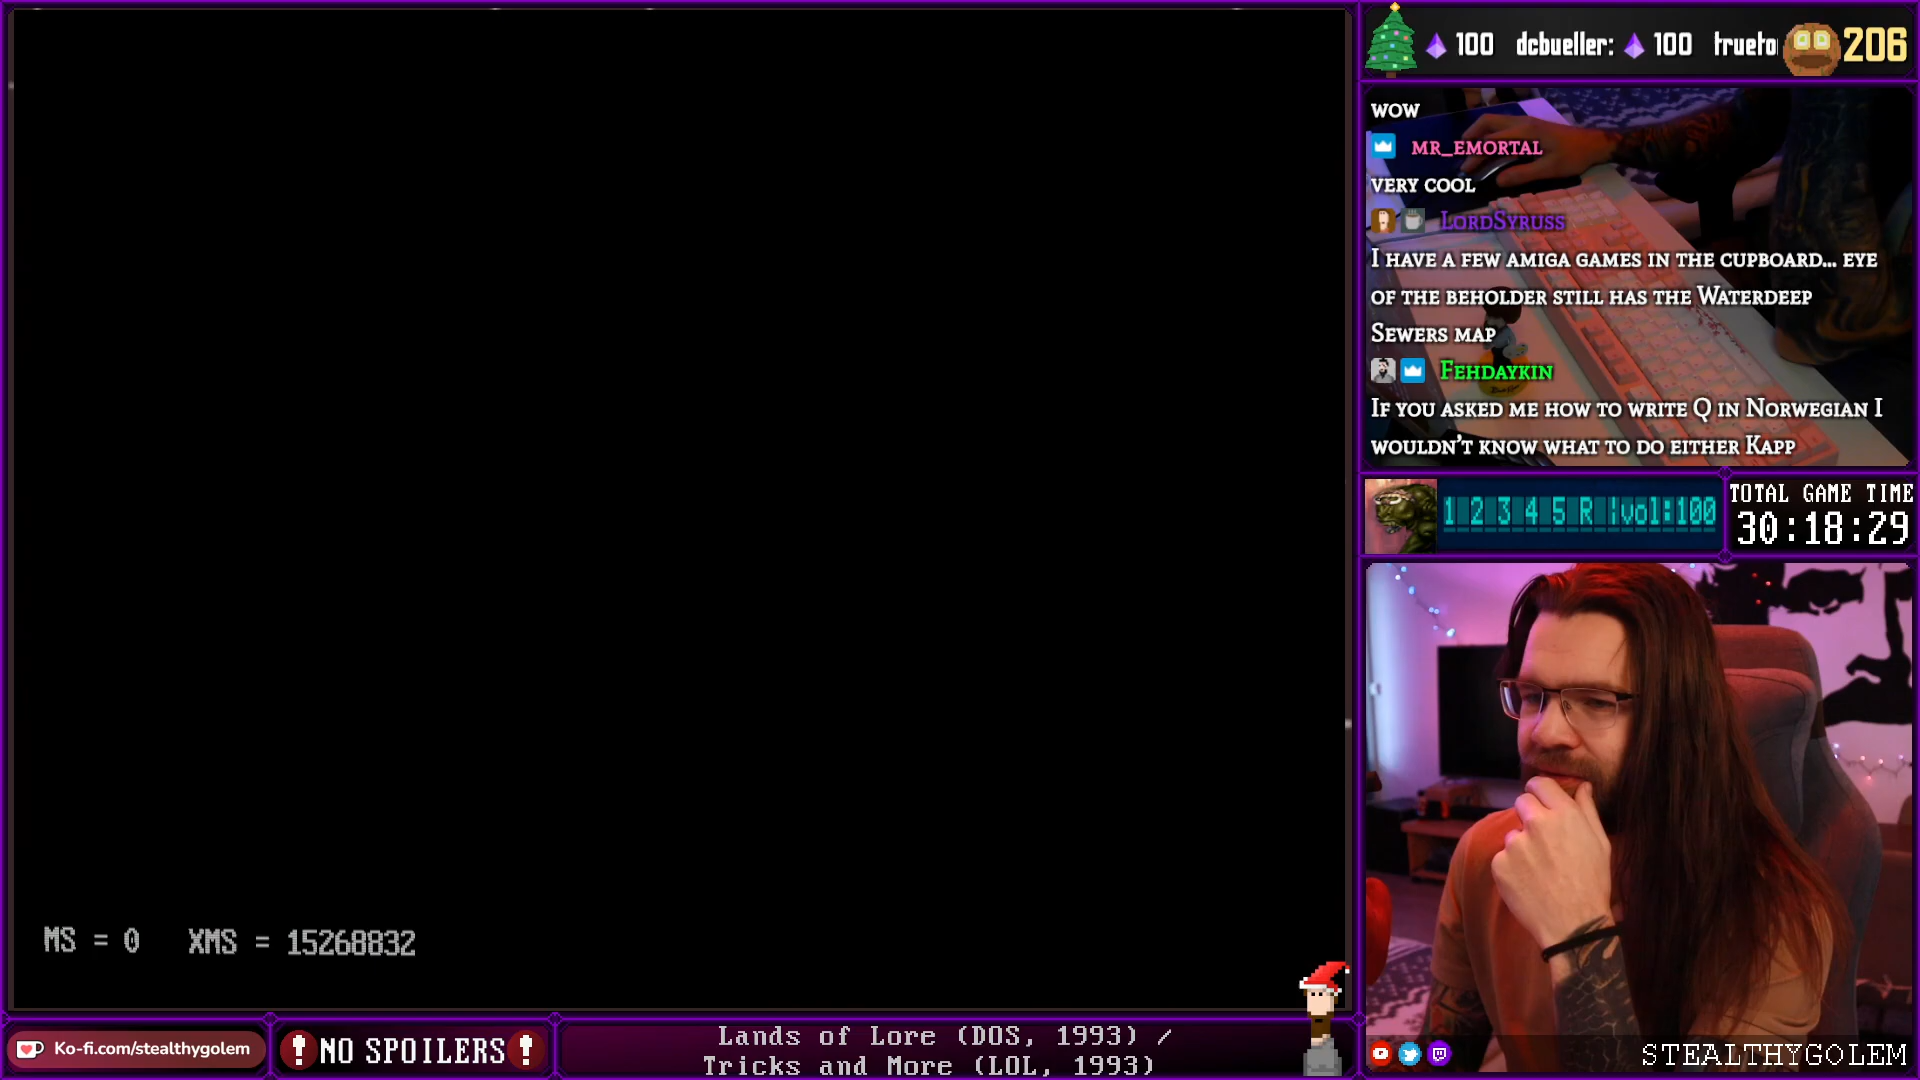 100 dcbueller: 100 trueto 206
WOW
MR_EMORTAL
VERY COOL
LORDSYRUSS
I HAVE A FEW AMIGA GAMES IN THE CUPBOARD... EYE
OF THE BEHOLDER STILL HAS THE WATERDEEP
SEWERS MAP
FEHDAYKIN
IF YOU ASKED ME HOW TO WRITE Q IN NORWEGIAN I
WOULDN'T KNOW WHAT TO DO EITHER KAPP
1 2 3 4 5 R |vol:100
TOTAL GAME TIME
30:18:29
MS = 0 XMS = 15268832
Ko-fi.com/stealthygolem
! NO SPOILERS !
Lands of Lore (DOS, 1993) /
Tricks and More (LOL, 1993)
STEALTHYGOLEM